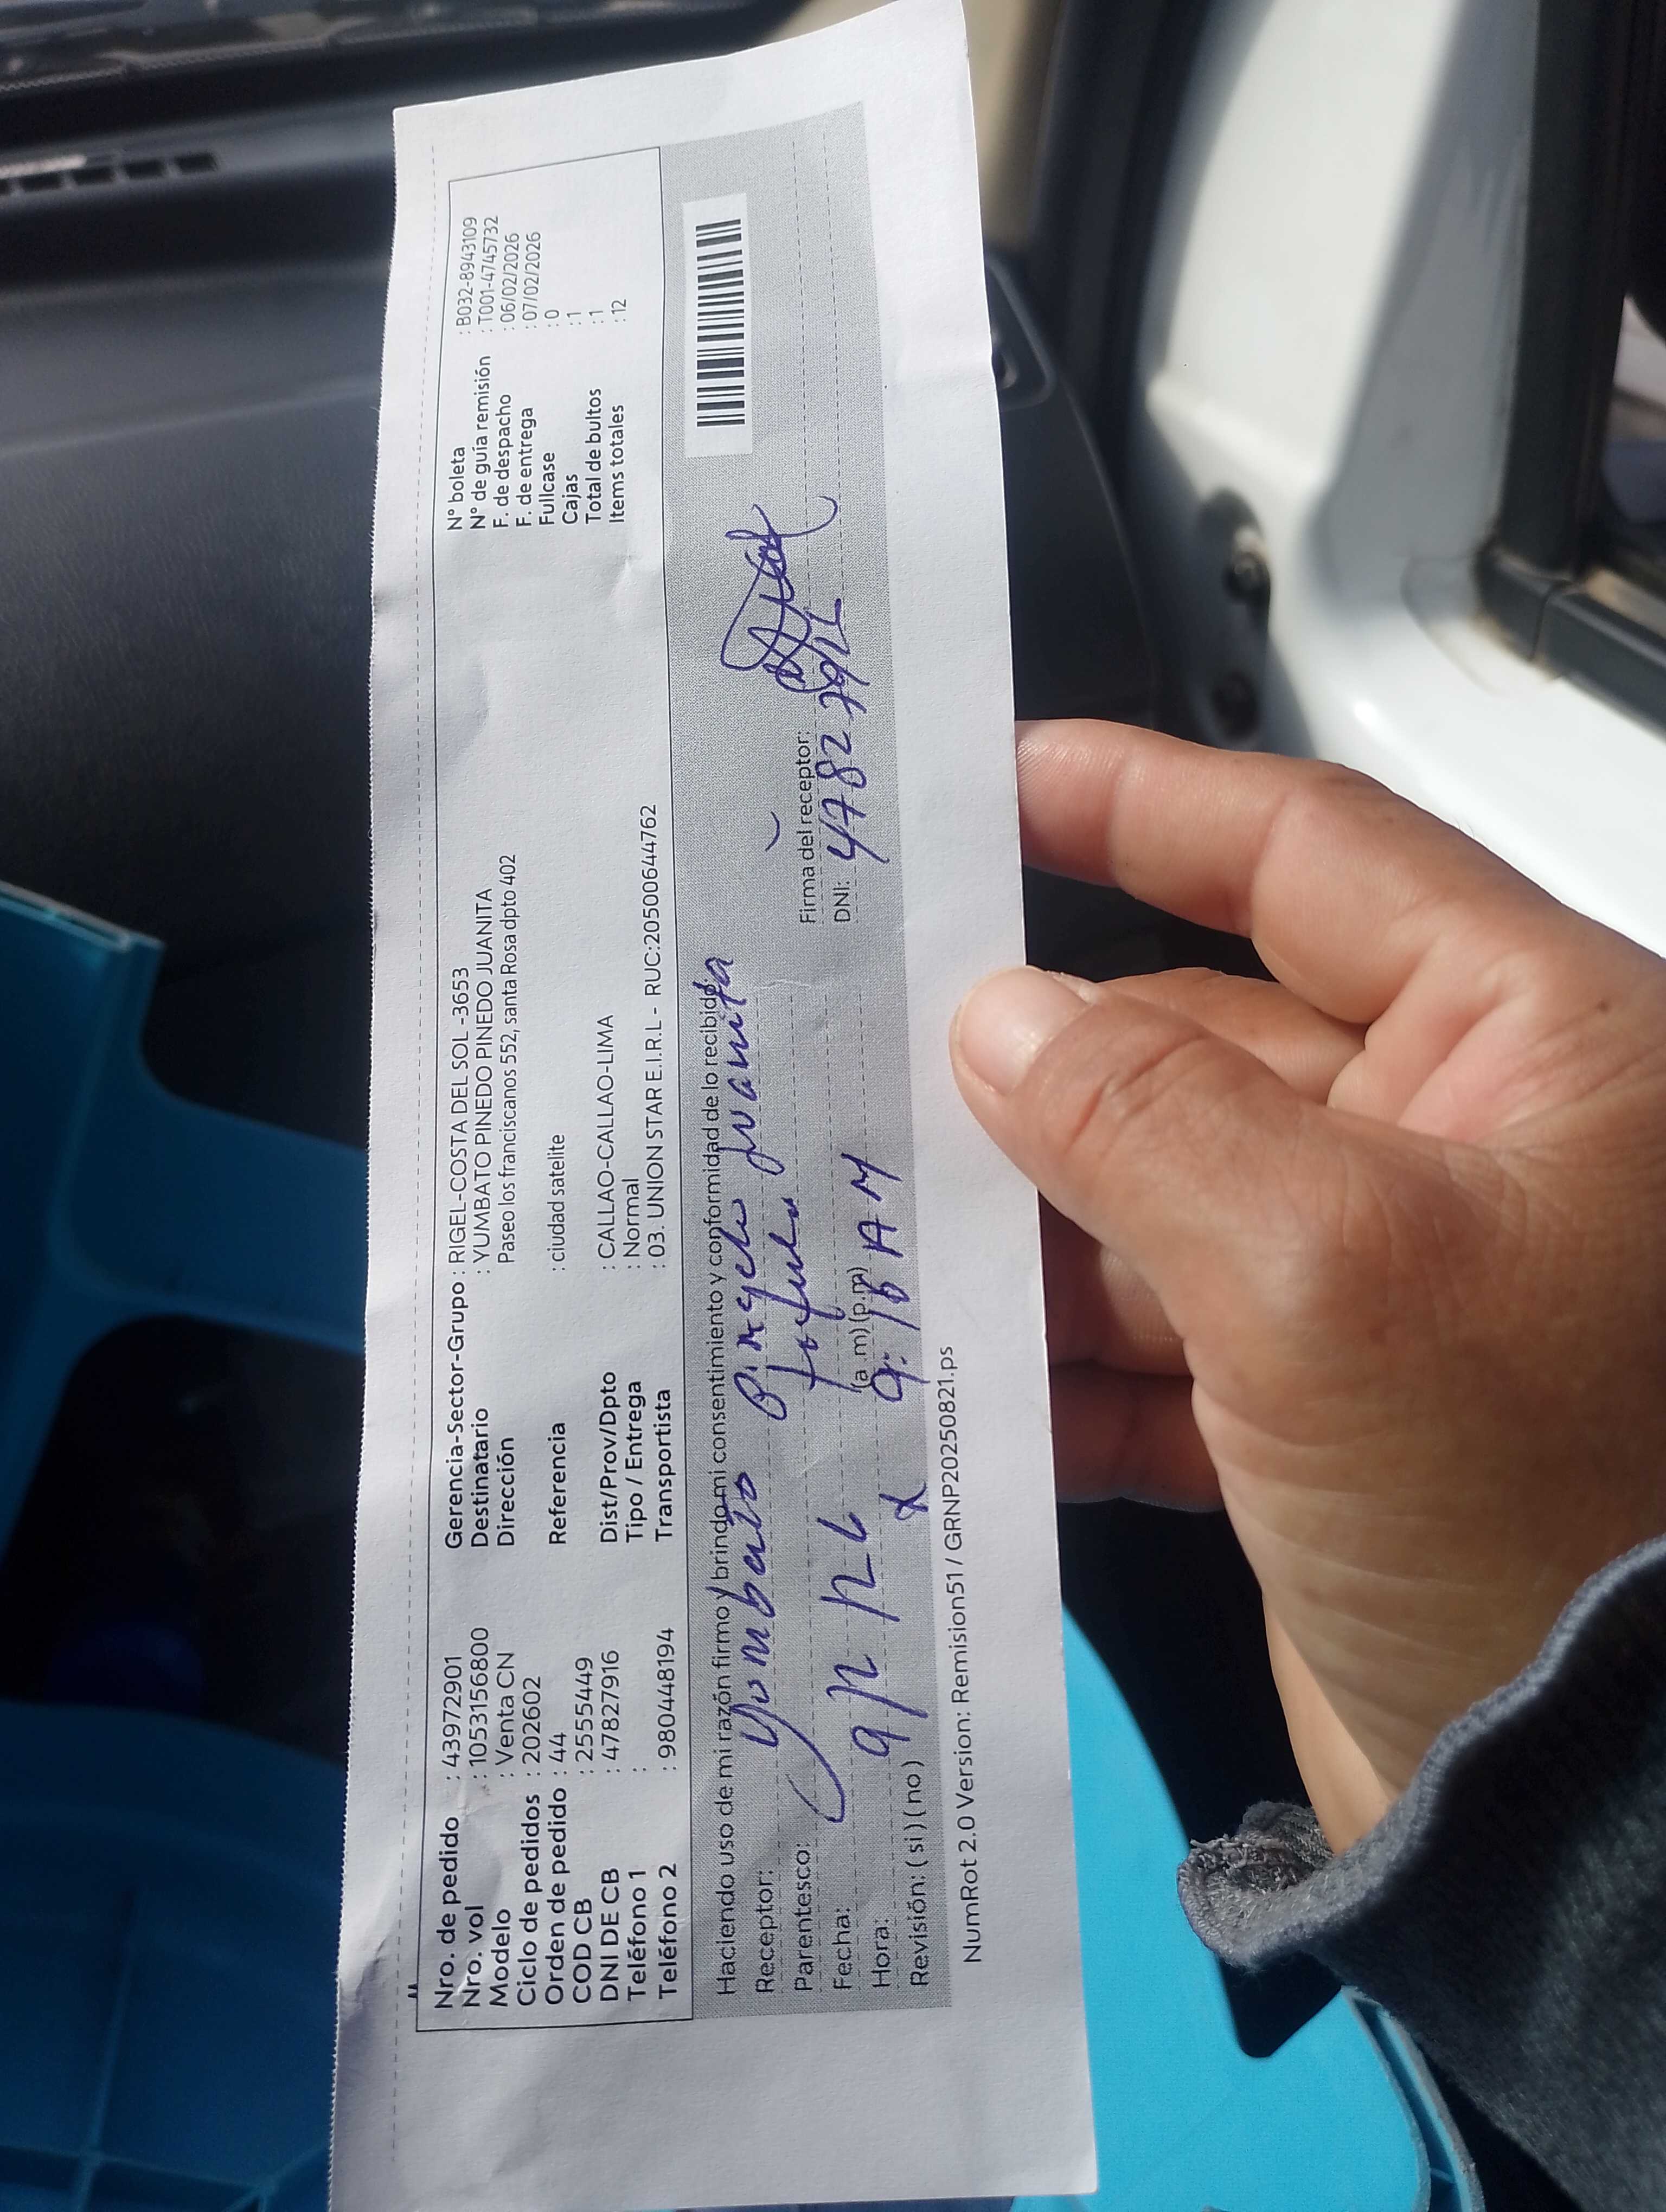 Nro. de pedido : 43972901
Nro. vol : 1053156800
Modelo : Venta CN
Ciclo de pedidos : 202602
Orden de pedido : 44
COD CB : 2555449
DNI DE CB : 47827916
Teléfono 1 :
Teléfono 2 : 980448194
Gerencia-Sector-Grupo : RIGEL-COSTA DEL SOL -3653
Destinatario : YUMBATO PINEDO PINEDO JUANITA
Dirección Paseo los franciscanos 552, santa Rosa dpto 402
Referencia : ciudad satelite
Dist/Prov/Dpto : CALLAO-CALLAO-LIMA
Tipo / Entrega : Normal
Transportista : 03. UNION STAR E.I.R.L - RUC:20500644762
N° boleta : B032-8943109
N° de guía remisión : T001-4745732
F. de despacho : 06/02/2026
F. de entrega : 07/02/2026
Fullcase : 0
Cajas : 1
Total de bultos : 1
Items totales : 12
Haciendo uso de mi razón firmo y brindo mi consentimiento y conformidad de lo recibido.
Receptor: Yumbato Pinedo Juanita
Parentesco:
Fecha:
Hora: (a.m)(p.m) AM
Revisión: ( si ) ( no )
Firma del receptor:
DNI: 4782
NumRot 2.0 Version: Remision51 / GRNP20250821.ps